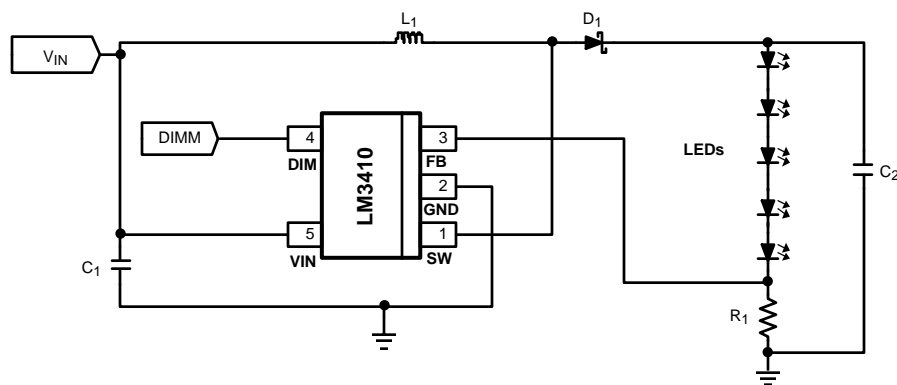 L1
D1
VIN
DIMM
4
3
DIM
FB
LEDs
LM3410
2
GND
C2
5
1
VIN
SW
C1
R1